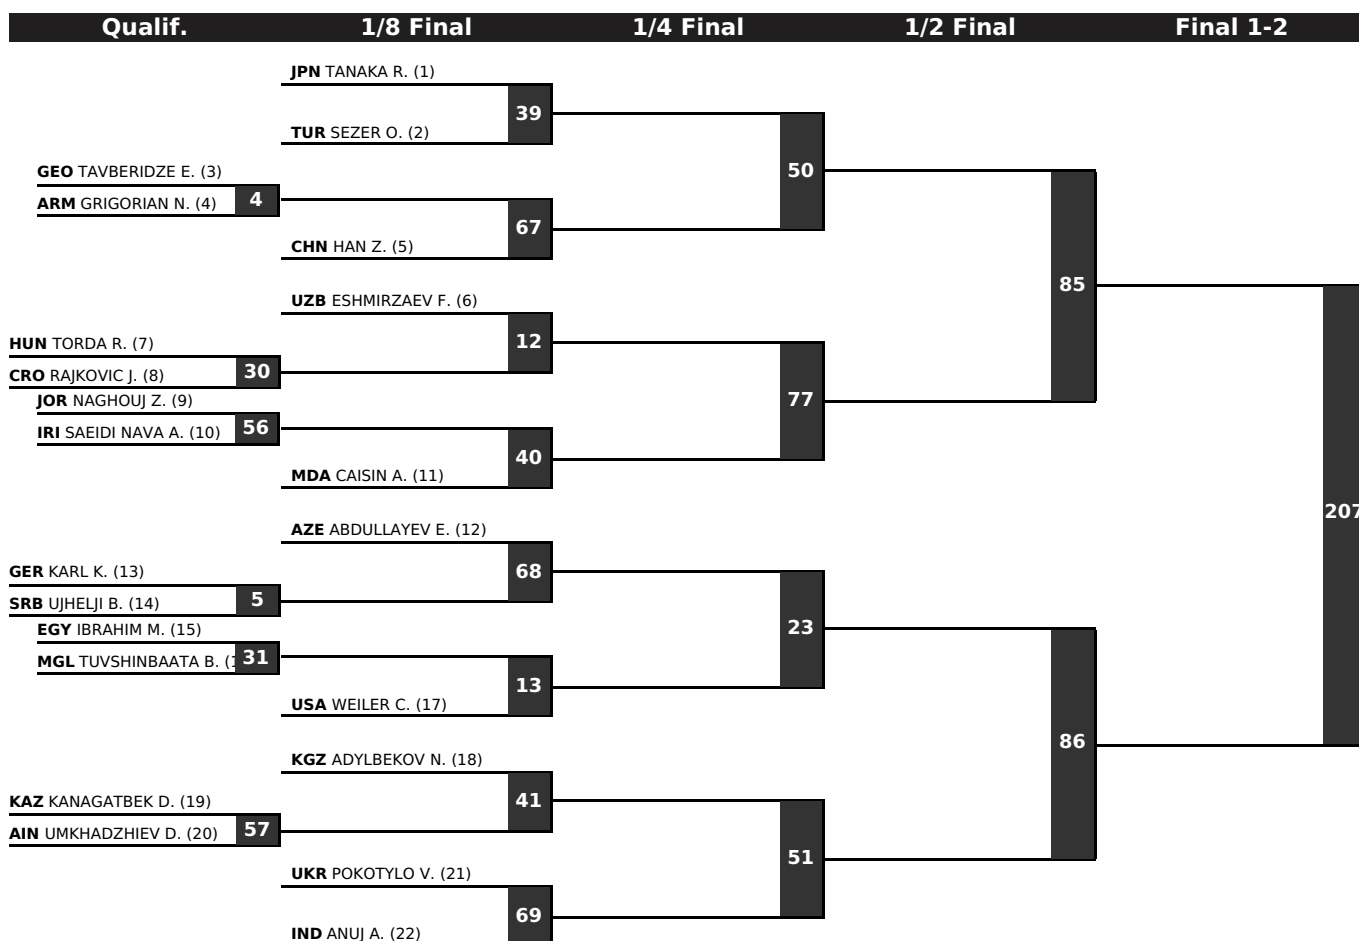 Qualif. 1/8 Final 1/4 Final 1/2 Final Final 1-2
JPN TANAKA R. (1)
39
TUR SEZER O. (2)
50
GEO TAVBERIDZE E. (3)
ARM GRIGORIAN N. (4) 4
67
CHN HAN Z. (5)
85
UZB ESHMIRZAEV F. (6)
12
HUN TORDA R. (7)
CRO RAJKOVIC J. (8) 30
77
JOR NAGHOUJ Z. (9)
IRI SAEIDI NAVA A. (10) 56
40
MDA CAISIN A. (11)
207
AZE ABDULLAYEV E. (12)
68
GER KARL K. (13)
SRB UJHELJI B. (14) 5
23
EGY IBRAHIM M. (15)
MGL TUVSHINBAATA B. 31
13
USA WEILER C. (17)
86
KGZ ADYLBEKOV N. (18)
41
KAZ KANAGATBEK D. (19)
AIN UMKHADZHIEV D. (20) 57
51
UKR POKOTYLO V. (21)
69
IND ANUJ A. (22)